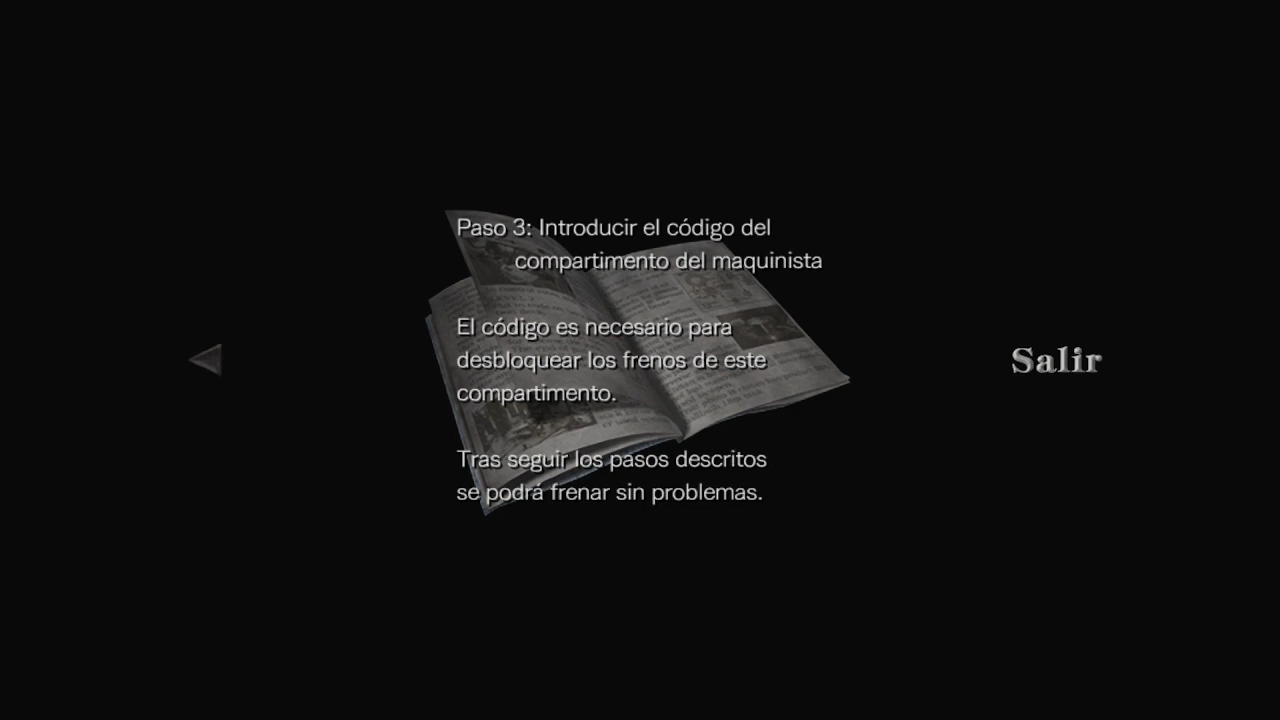 Paso 3: Introducir el código del
compartimento del maquinista
El código es necesario para
desbloquear los frenos de este
compartimento.
Tras seguir los pasos descritos
se podrá frenar sin problemas.
Salir